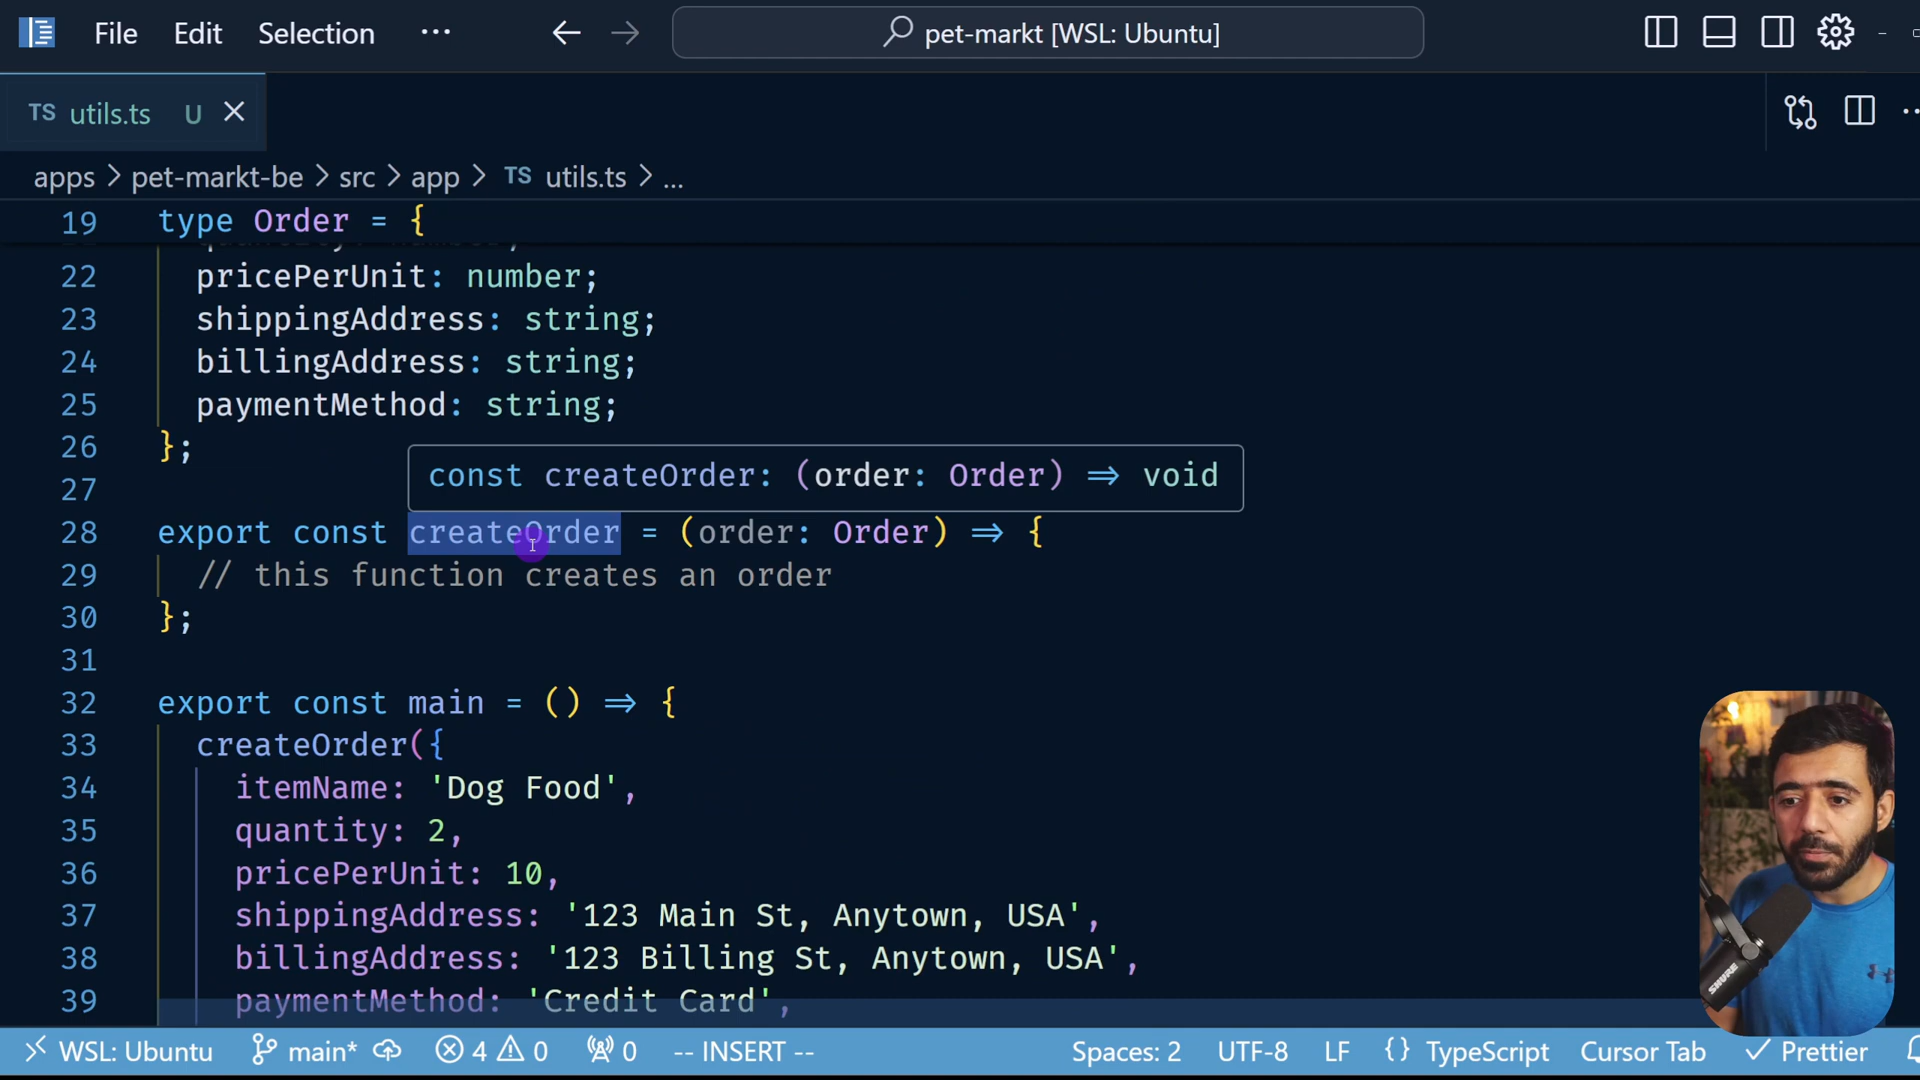 File Edit Selection ··· pet-markt [WSL: Ubuntu]
TS utils.ts U
apps > pet-markt-be > src > app > TS utils.ts > ...
19 type Order = {
22 pricePerUnit: number;
23 shippingAddress: string;
24 billingAddress: string;
25 paymentMethod: string;
26 };
const createOrder: (order: Order) => void
27
28 export const createOrder = (order: Order) => {
29 // this function creates an order
30 };
31
32 export const main = () => {
33 createOrder({
34 itemName: 'Dog Food',
35 quantity: 2,
36 pricePerUnit: 10,
37 shippingAddress: '123 Main St, Anytown, USA',
38 billingAddress: '123 Billing St, Anytown, USA',
39 paymentMethod: 'Credit Card',
SHURE
WSL: Ubuntu main* 4 0 0 -- INSERT -- Spaces: 2 UTF-8 LF {} TypeScript Cursor Tab Prettier